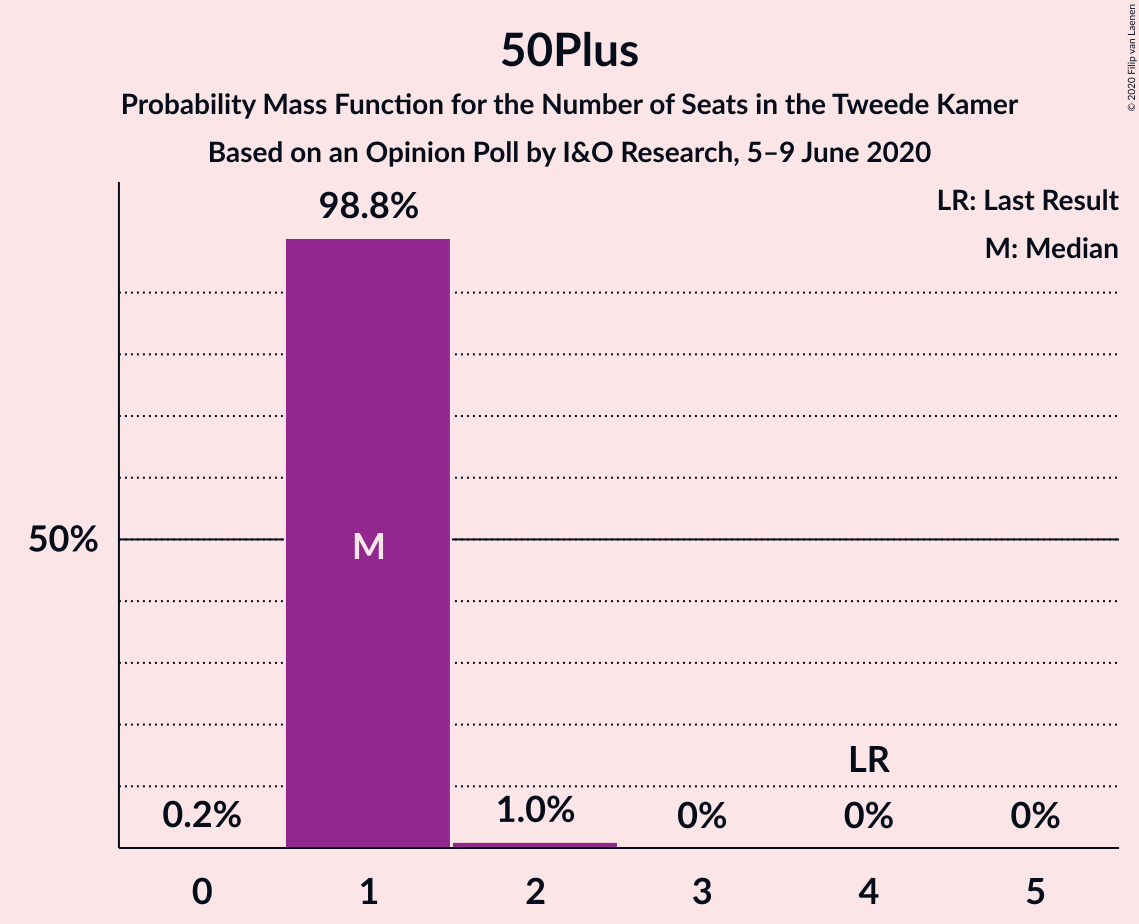 50Plus
Probability Mass Function for the Number of Seats in the Tweede Kamer
Based on an Opinion Poll by I&O Research, 5–9 June 2020
© 2020 Filip van Laenen
LR: Last Result
M: Median
98.8%
50%
M
LR
0.2%
1.0%
0%
0%
0%
0
1
2
3
4
5